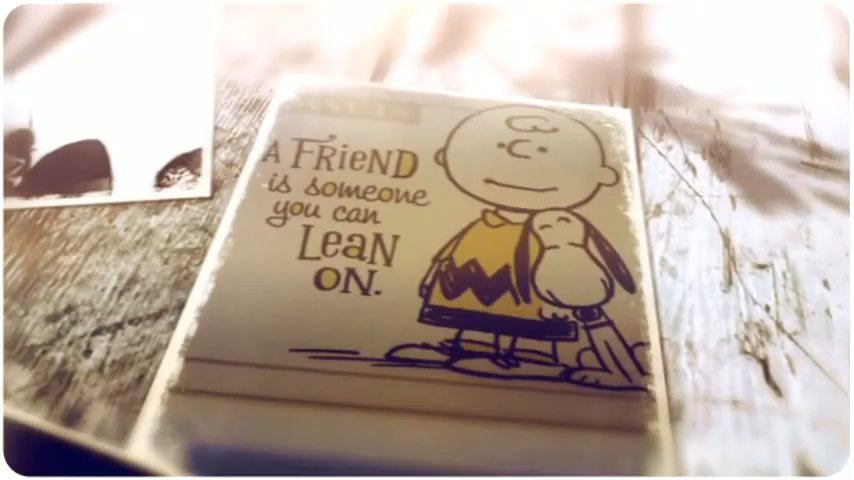 A FRieND
is someone
you can
LeaN
ON.